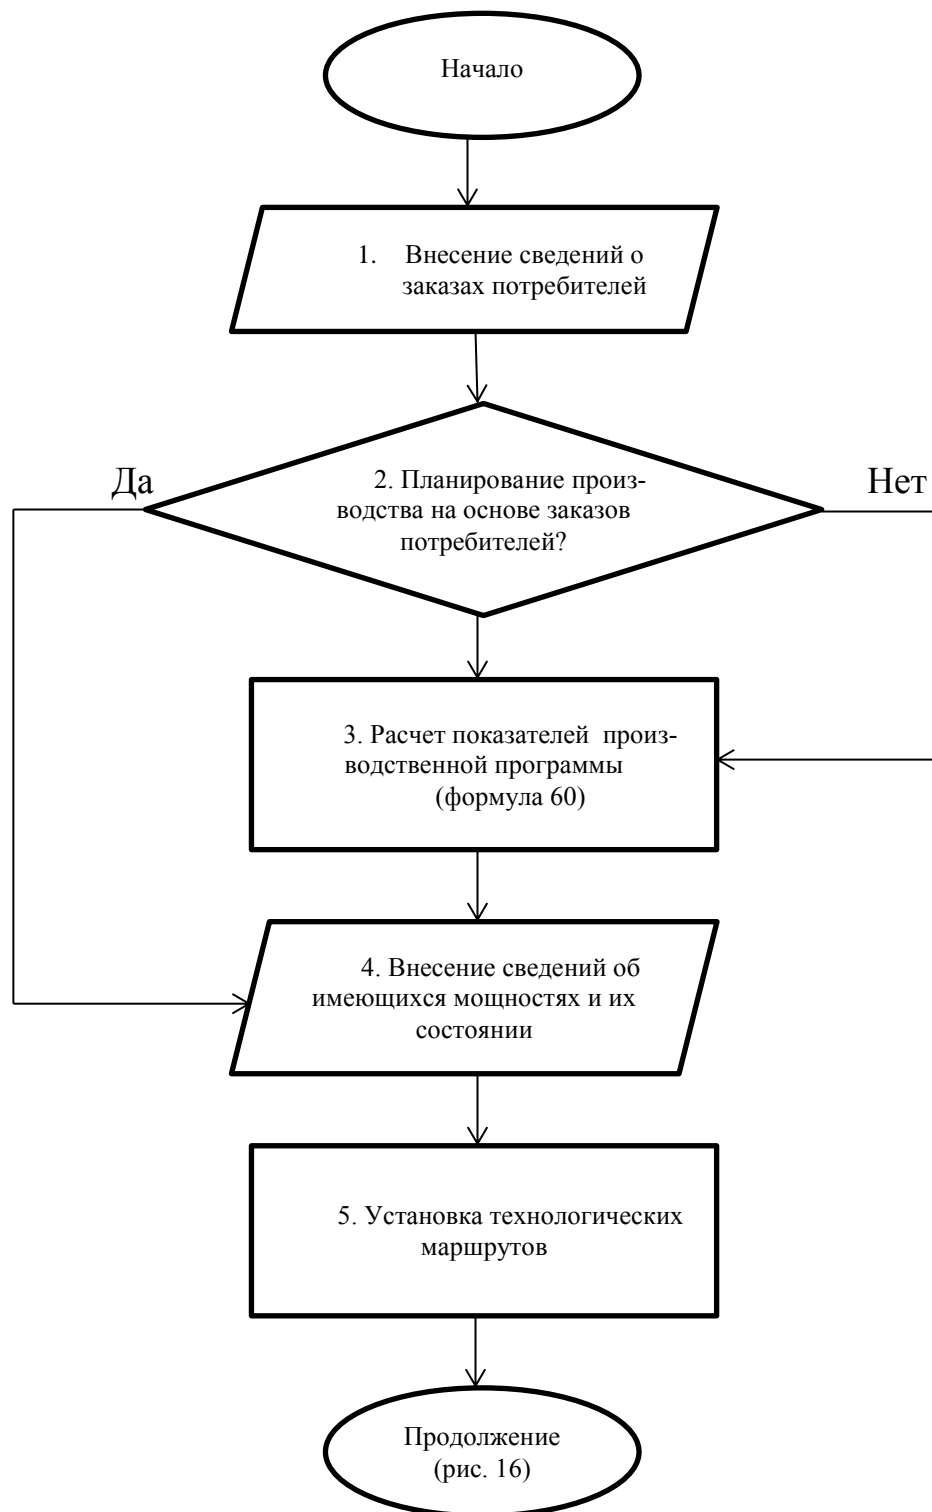 Начало
1. Внесение сведений о
заказах потребителей
Да
2. Планирование произ-
водства на основе заказов
потребителей?
Нет
3. Расчет показателей произ-
водственной программы
(формула 60)
4. Внесение сведений об
имеющихся мощностях и их
состоянии
5. Установка технологических
маршрутов
Продолжение
(рис. 16)